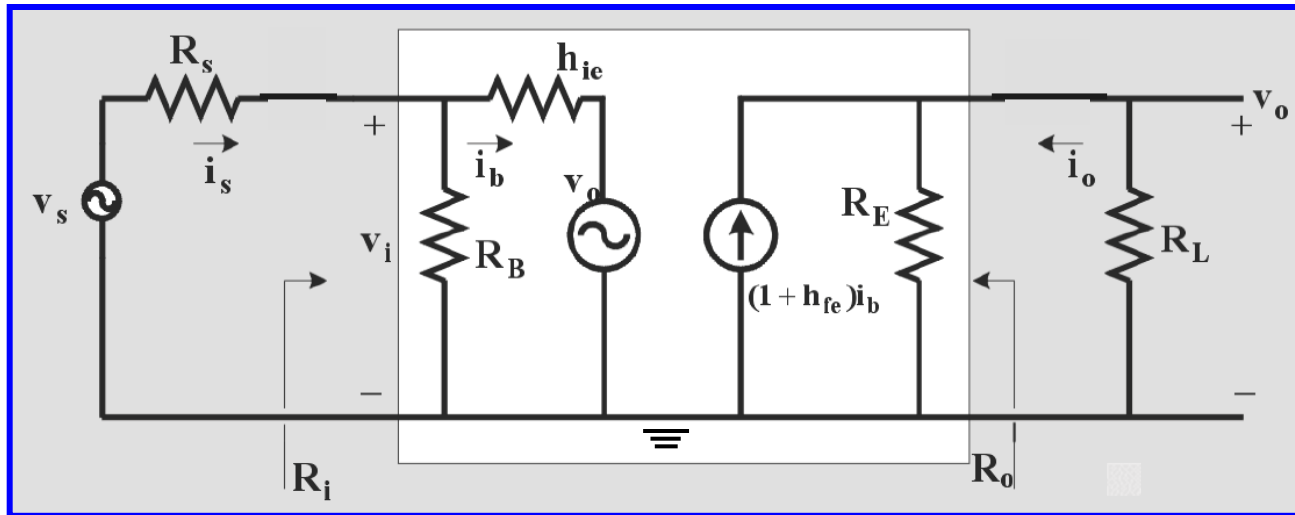 R_s
h_ie
v_o
+
+
i_s
i_b
i_o
v_s
v_o
R_E
v_i
R_B
R_L
(1 + h_fe)i_b
−
−
R_i
R_o